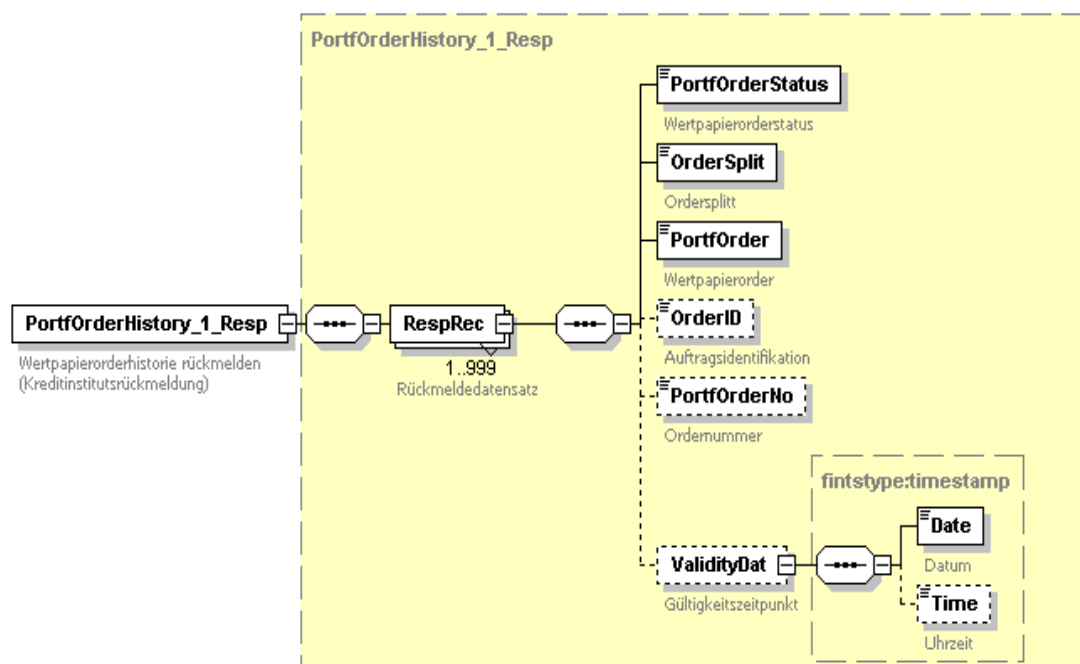 PortfOrderHistory_1_Resp
PortfOrderStatus
Wertpapierorderstatus
OrderSplit
Ordersplitt
PortfOrder
Wertpapierorder
PortfOrderHistory_1_Resp
Wertpapierorderhistorie rückmelden
(Kreditinstitutsrückmeldung)
RespRec
1..999
Rückmeldedatensatz
OrderID
Auftragsidentifikation
PortfOrderNo
Ordernummer
fintstype:timestamp
Date
Datum
ValidityDat
Gültigkeitszeitpunkt
Time
Uhrzeit